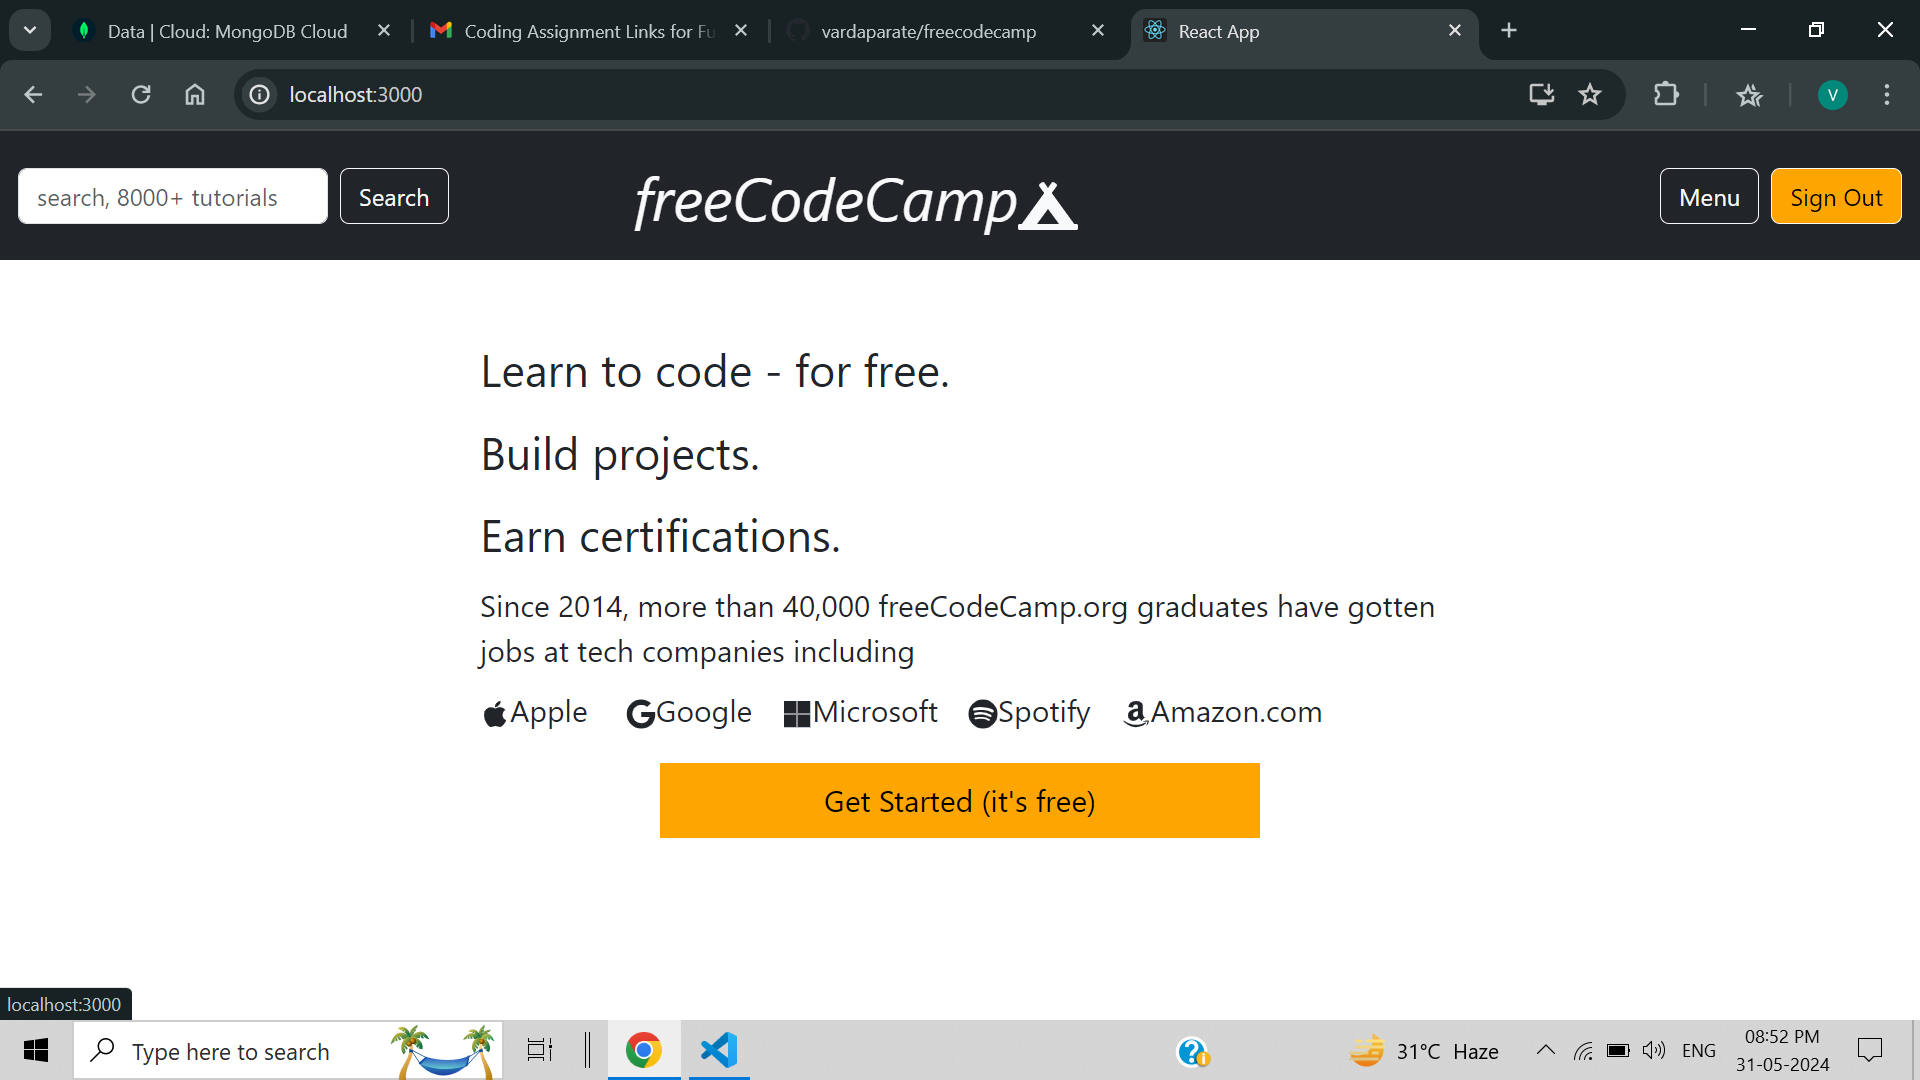 Data | Cloud: MongoDB Cloud
Coding Assignment Links for Fu
vardaparate/freecodecamp
React App
localhost:3000
V
search, 8000+ tutorials
Search
freeCodeCamp
Menu
Sign Out
Learn to code - for free.
Build projects.
Earn certifications.
Since 2014, more than 40,000 freeCodeCamp.org graduates have gotten
jobs at tech companies including
Apple Google Microsoft Spotify Amazon.com
Get Started (it's free)
localhost:3000
Type here to search
31°C Haze
ENG
08:52 PM
31-05-2024